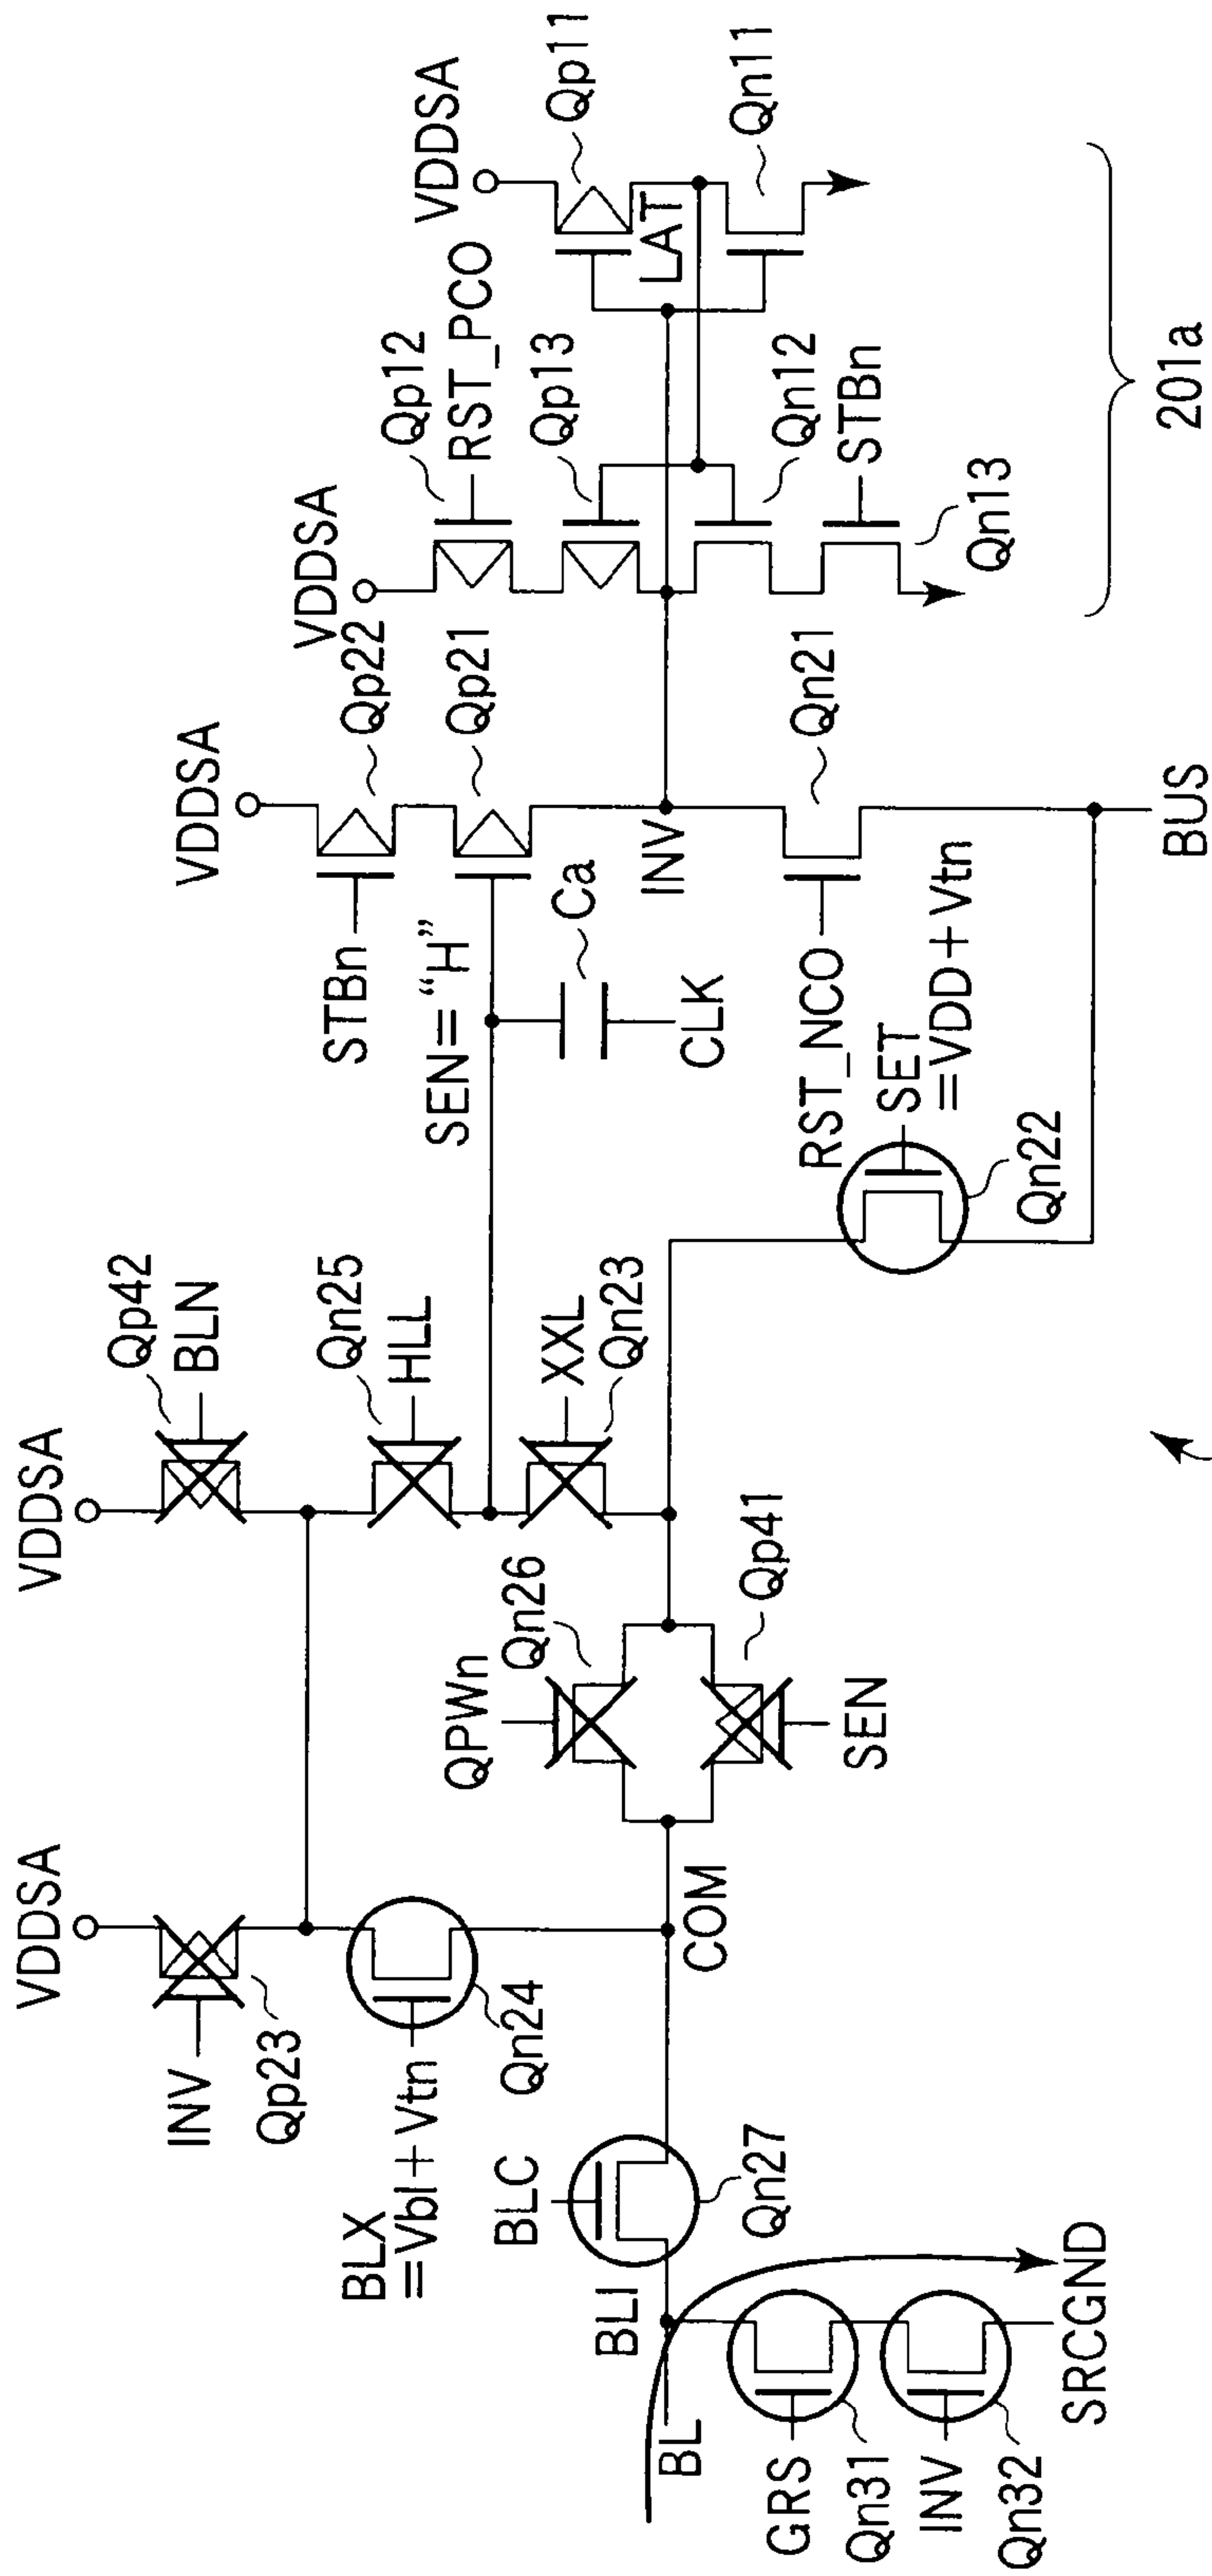 VDDSA
INV
Qp23
BLX
=Vbl+Vtn
Qn24
BLC
Qn27
BLI
BL
GRS
Qn31
INV
Qn32
SRCGND
COM
VDDSA
Qp42
BLN
Qn25
HLL
XXL
Qn23
QPWn
Qn26
Qp41
SEN
VDDSA
Qp22
STBn
Qp21
SEN="H"
Ca
CLK
INV
Qn21
RST_NCO
SET
=VDD+Vtn
Qn22
BUS
VDDSA
Qp12
RST_PCO
Qp13
Qn12
STBn
Qn13
VDDSA
Qp11
LAT
Qn11
201a